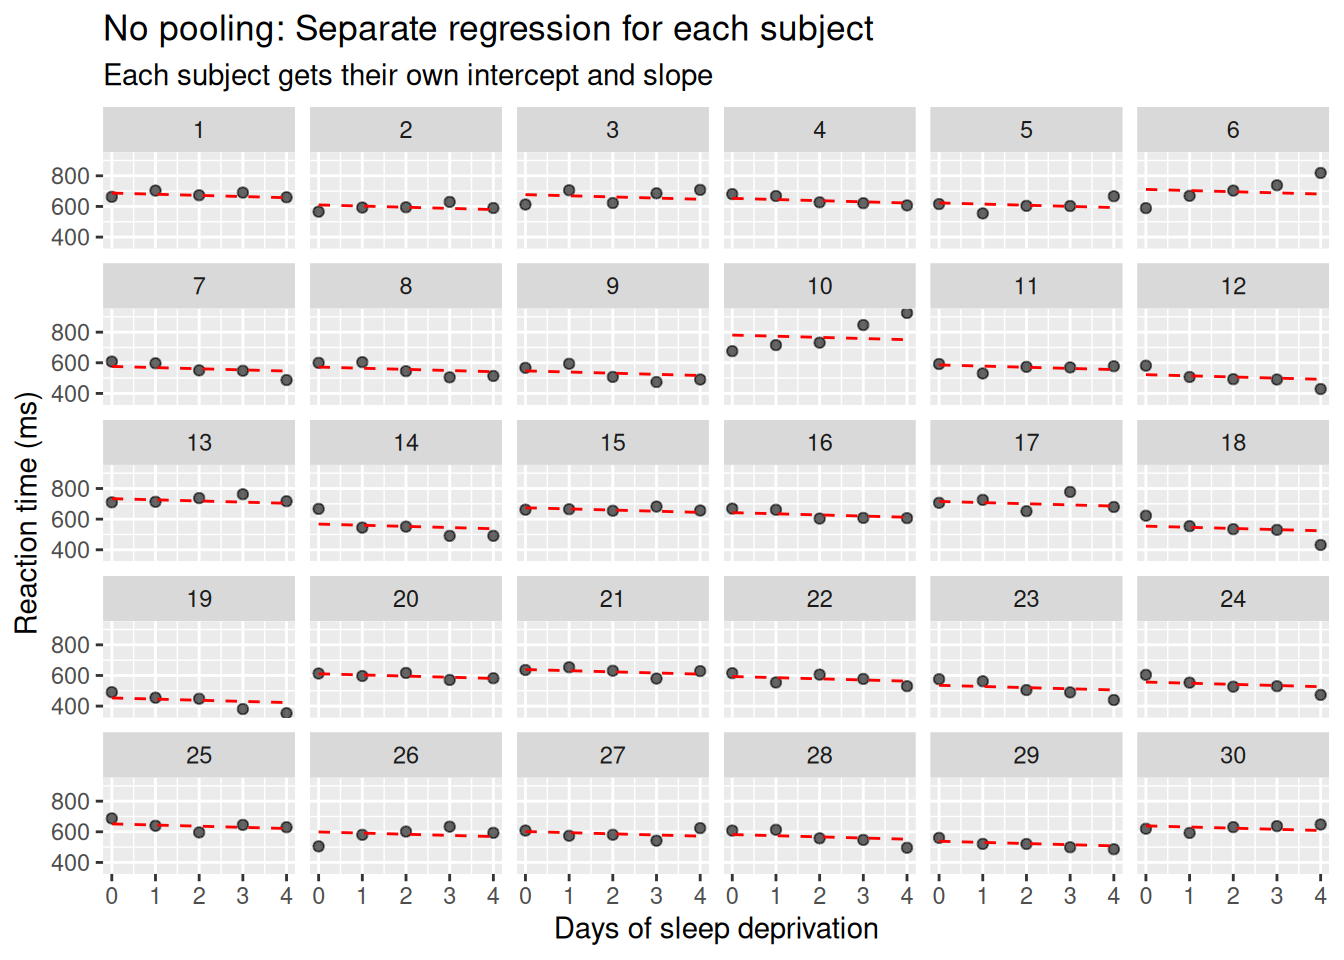 No pooling: Separate regression for each subject
Each subject gets their own intercept and slope
1 2 3 4 5 6
800
600
400
7 8 9 10 11 12
800
600
400
13 14 15 16 17 18
800
600
400
19 20 21 22 23 24
800
600
400
25 26 27 28 29 30
800
600
400
0 1 2 3 4 0 1 2 3 4 0 1 2 3 4 0 1 2 3 4 0 1 2 3 4 0 1 2 3 4
Days of sleep deprivation
Reaction time (ms)